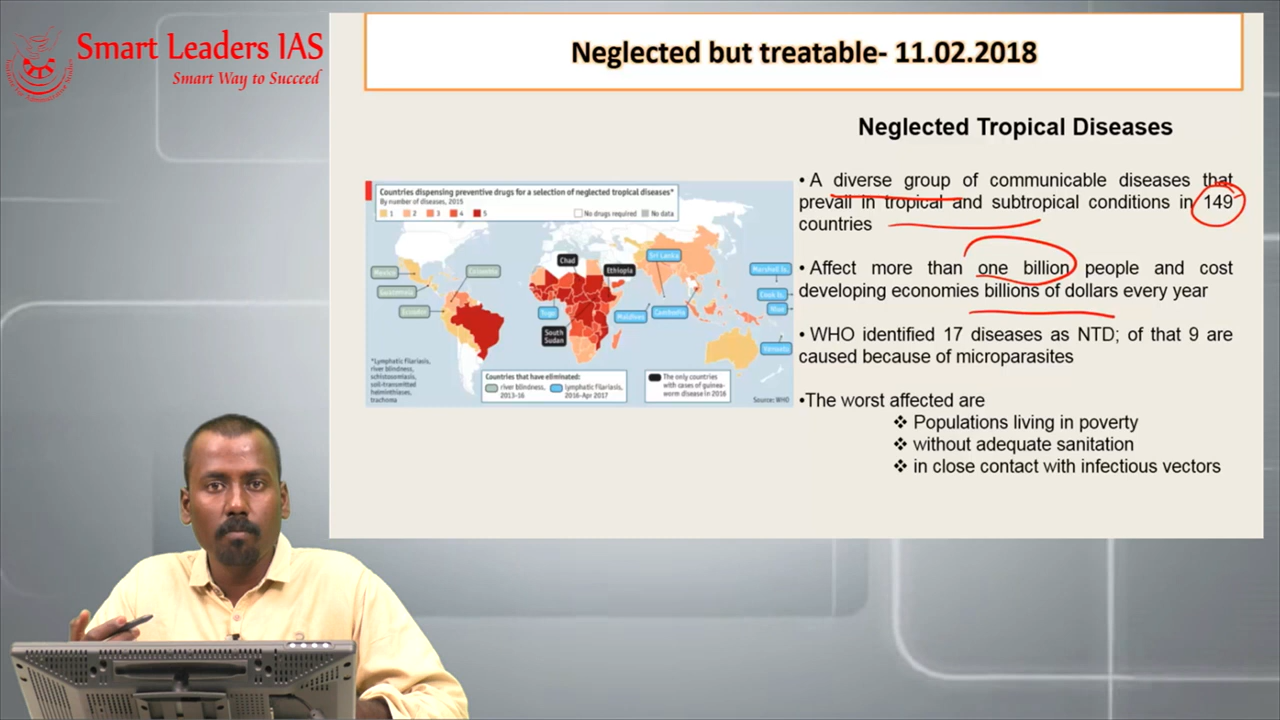 Smart Leaders IAS
Smart Way to Succeed
Neglected but treatable- 11.02.2018
Neglected Tropical Diseases
• A diverse group of communicable diseases that
prevail in tropical and subtropical conditions in 149
countries
• Affect more than one billion people and cost
developing economies billions of dollars every year
• WHO identified 17 diseases as NTD; of that 9 are
caused because of microparasites
•The worst affected are
❖ Populations living in poverty
❖ without adequate sanitation
❖ in close contact with infectious vectors
Countries dispensing preventive drugs for a selection of neglected tropical diseases*
By number of diseases, 2015
1 2 3 4 5 No drugs required No data
Mexico
Guatemala
Colombia
Ecuador
Chad
Ethiopia
Togo
South
Sudan
Sri Lanka
Maldives
Cambodia
Marshall Is.
Cook Is.
Niue
Vanuatu
*Lymphatic filariasis,
river blindness,
schistosomiasis,
soil-transmitted
helminthiases,
trachoma
Countries that have eliminated:
river blindness,
2013-16
lymphatic filariasis,
2016-Apr 2017
The only countries
with cases of guinea-
worm disease in 2016
Source: WHO